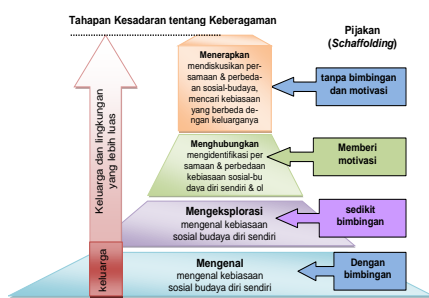 Tahapan Kesadaran tentang Keberagaman
Pijakan
(Schaffolding)
Menerapkan
mendiskusikan per-
samaan & perbeda-
an sosial-budaya,
mencari kebiasaan
yang berbeda de-
ngan keluarganya
tanpa bimbingan
dan motivasi
Menghubungkan
mengidentifikasi per
samaan & perbedaan
kebiasaan sosial-bu
daya diri sendiri & ol
Memberi
motivasi
Mengeksplorasi
mengenal kebiasaan
sosial budaya diri sendiri
sedikit
bimbingan
Mengenal
mengenal kebiasaan
sosial budaya diri sendiri
Dengan
bimbingan
Keluarga dan lingkungan
yang lebih luas
keluarga